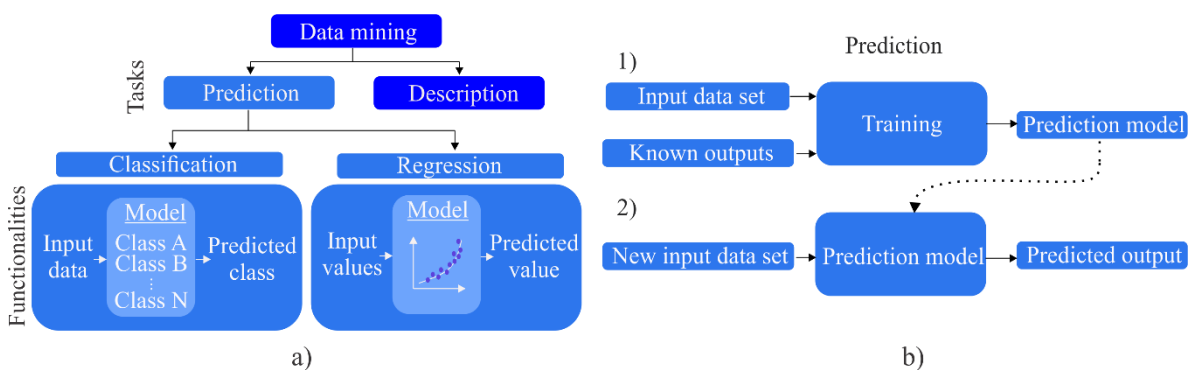 Data mining
Tasks
Prediction
Description
Classification
Regression
Functionalities
Input
data
Model
Class A
Class B
⋮
Class N
Predicted
class
Input
values
Model
Predicted
value
a)
Prediction
1)
Input data set
Known outputs
Training
Prediction model
2)
New input data set
Prediction model
Predicted output
b)